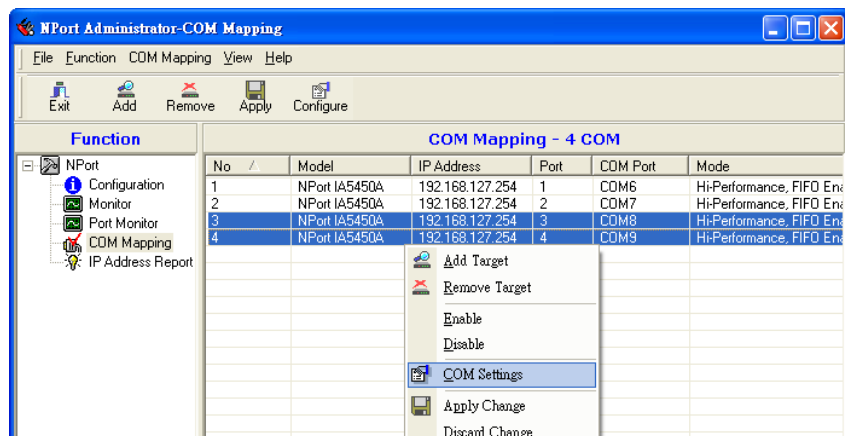 NPort Administrator-COM Mapping
File Function COM Mapping View Help
Exit Add Remove Apply Configure
Function
COM Mapping - 4 COM
NPort
Configuration
Monitor
Port Monitor
COM Mapping
IP Address Report
No Model IP Address Port COM Port Mode
1 NPort IA5450A 192.168.127.254 1 COM6 Hi-Performance, FIFO Ena
2 NPort IA5450A 192.168.127.254 2 COM7 Hi-Performance, FIFO Ena
3 NPort IA5450A 192.168.127.254 3 COM8 Hi-Performance, FIFO Ena
4 NPort IA5450A 192.168.127.254 4 COM9 Hi-Performance, FIFO Ena
Add Target
Remove Target
Enable
Disable
COM Settings
Apply Change
Discard Change